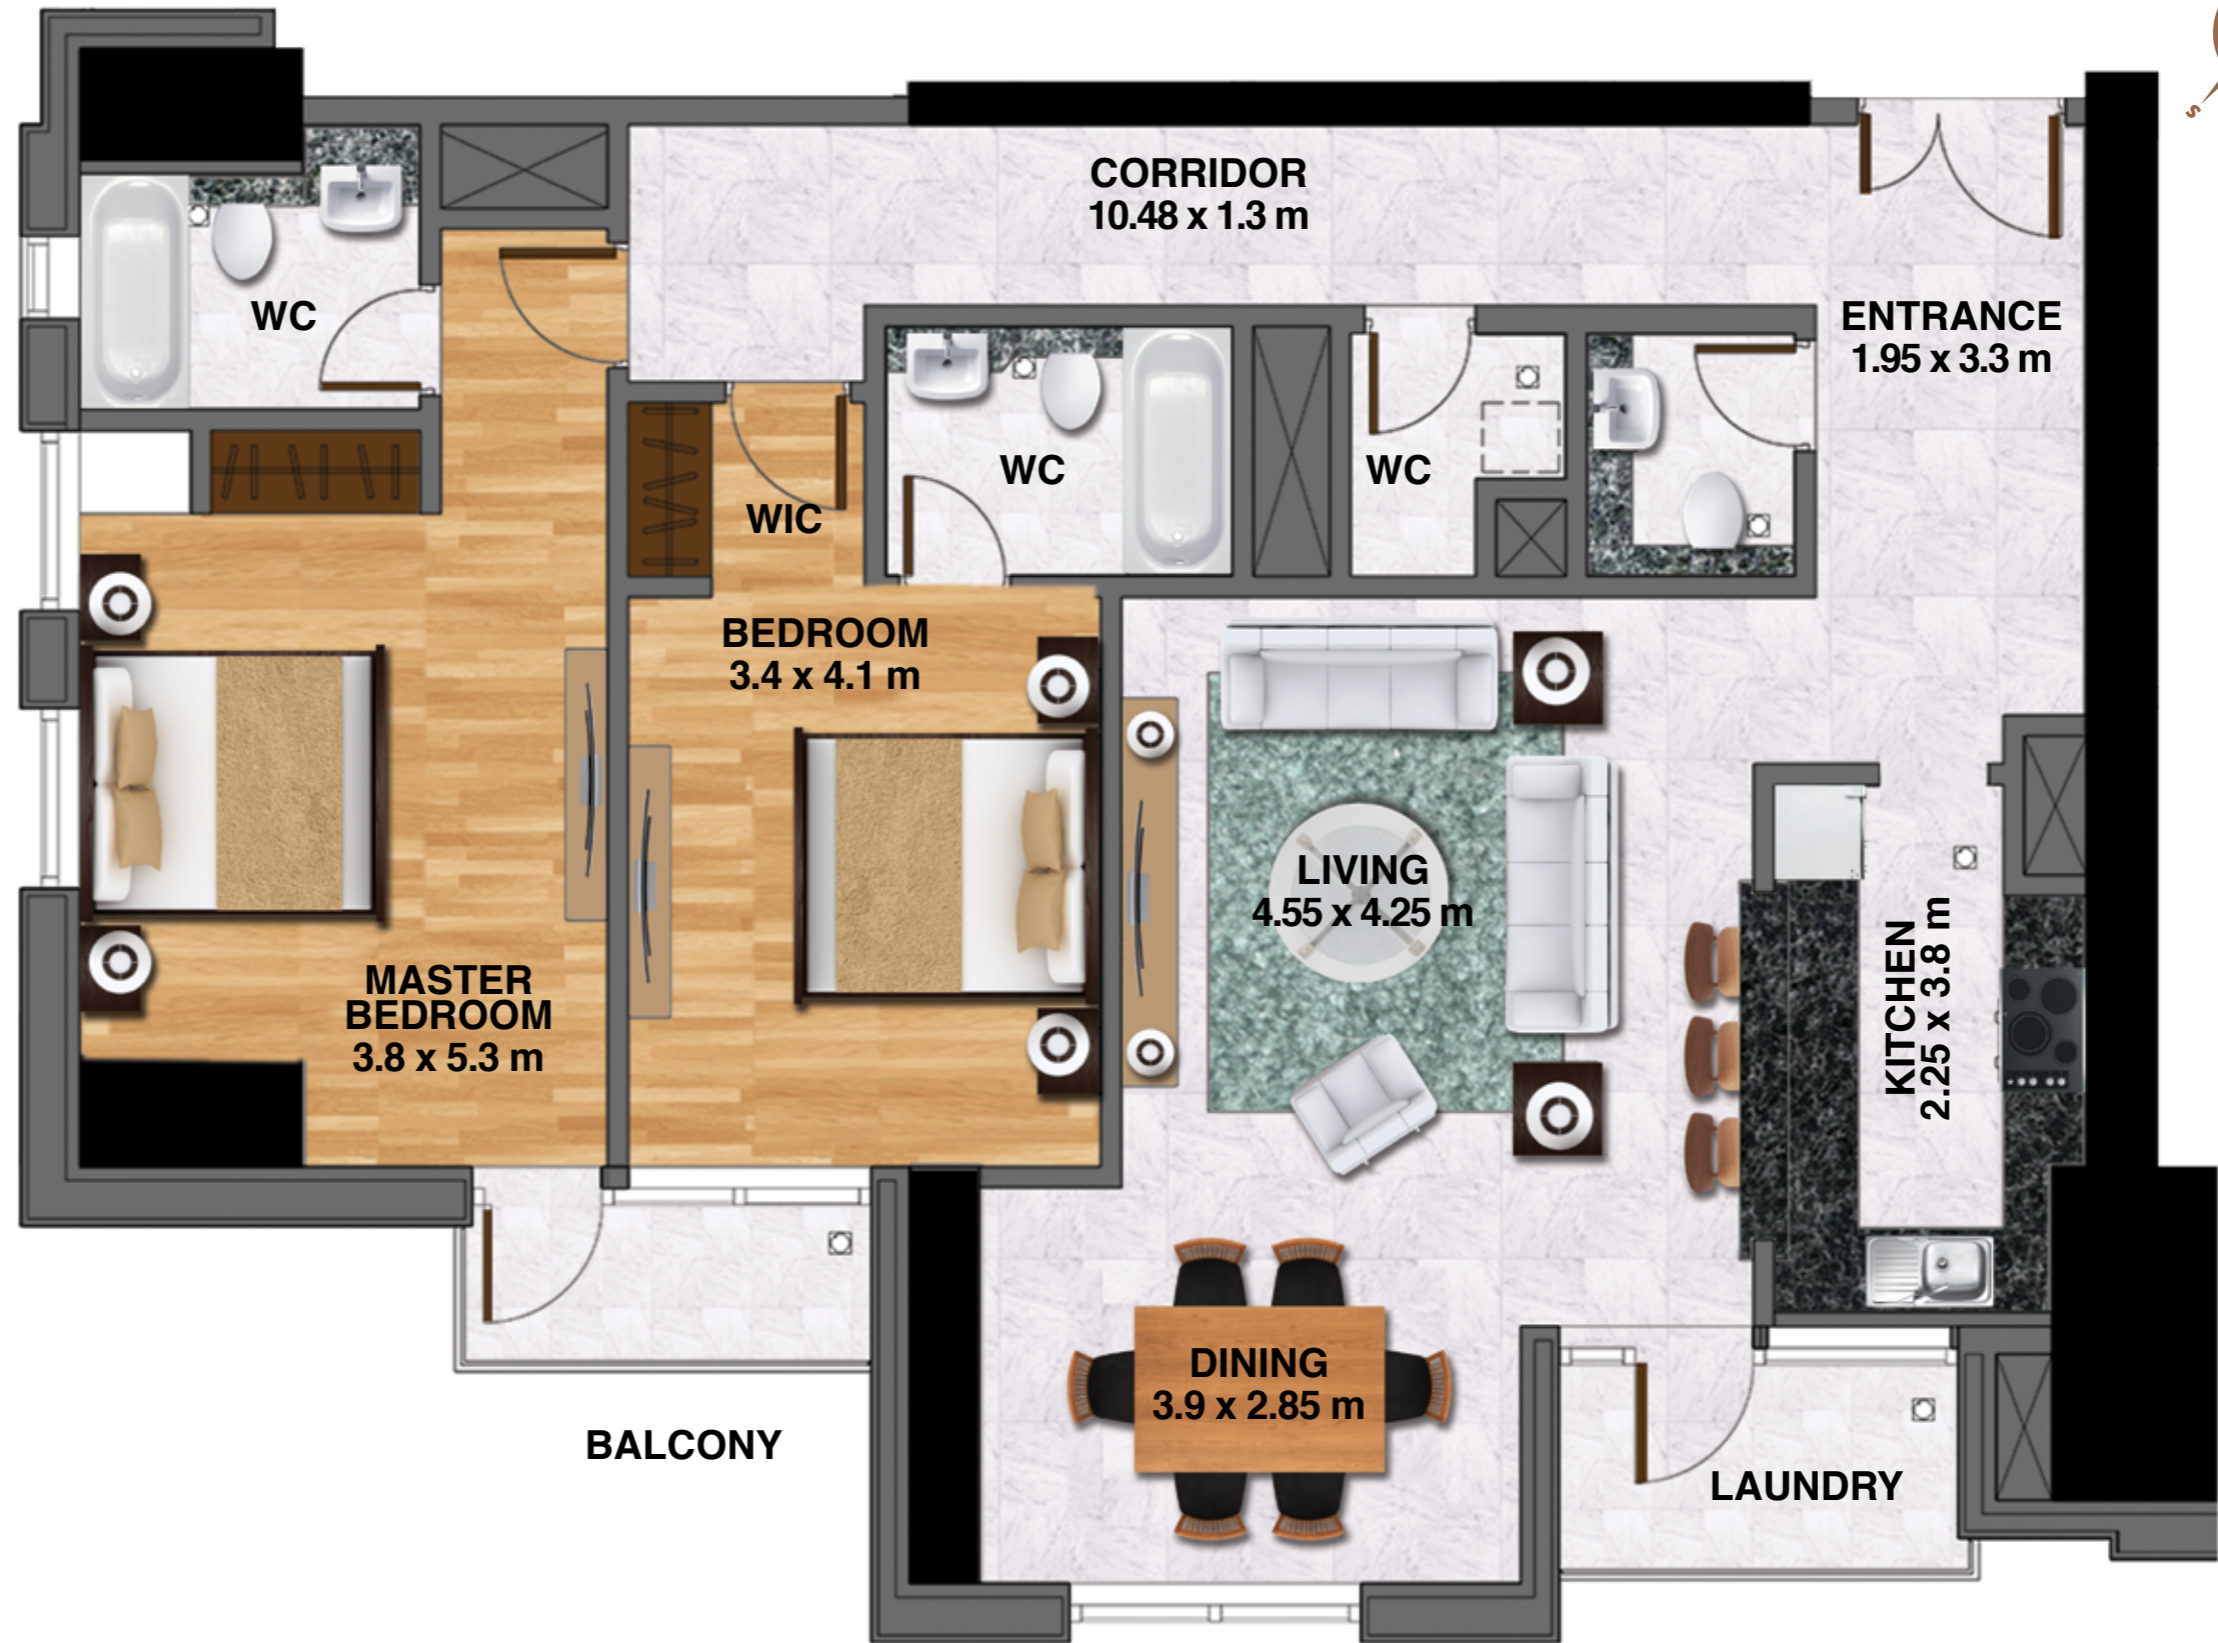 S
CORRIDOR
10.48 x 1.3 m
WC
ENTRANCE
1.95 x 3.3 m
WC
WC
WIC
BEDROOM
3.4 x 4.1 m
LIVING
4.55 x 4.25 m
KITCHEN
2.25 x 3.8 m
MASTER
BEDROOM
3.8 x 5.3 m
DINING
3.9 x 2.85 m
BALCONY
LAUNDRY